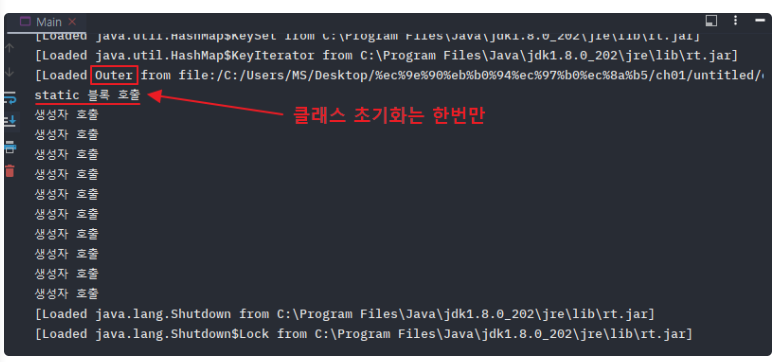 Main
[Loaded java.util.HashMap$KeySet from C:\Program Files\Java\jdk1.8.0_202\jre\lib\rt.jar]
[Loaded java.util.HashMap$KeyIterator from C:\Program Files\Java\jdk1.8.0_202\jre\lib\rt.jar]
[Loaded Outer from file:/C:/Users/MS/Desktop/%ec%9e%90%eb%b0%94%ec%97%b0%ec%8a%b5/ch01/untitled/
static 블록 호출
클래스 초기화는 한번만
생성자 호출
생성자 호출
생성자 호출
생성자 호출
생성자 호출
생성자 호출
생성자 호출
생성자 호출
생성자 호출
생성자 호출
[Loaded java.lang.Shutdown from C:\Program Files\Java\jdk1.8.0_202\jre\lib\rt.jar]
[Loaded java.lang.Shutdown$Lock from C:\Program Files\Java\jdk1.8.0_202\jre\lib\rt.jar]